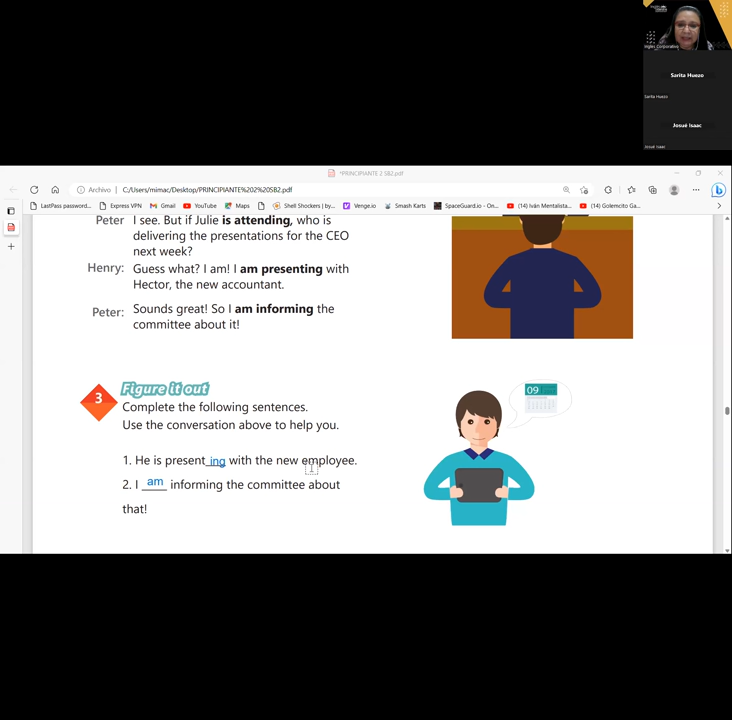 Ingles Corporativo
Sarita Huezo
Sarita Huezo
Josué Isaac
Josué Isaac
*PRINCIPIANTE 2 SB2.pdf
Archivo
C:/Users/mimac/Desktop/PRINCIPIANTE%202%20SB2.pdf
LastPass password... Express VPN Gmail YouTube Maps Shell Shockers | by... Venge.io Smash Karts SpaceGuard.io – On... (14) Iván Mentalista... (14) Golemcito Ga...
Peter I see. But if Julie is attending, who is
delivering the presentations for the CEO
next week?
Henry: Guess what? I am! I am presenting with
Hector, the new accountant.
Peter: Sounds great! So I am informing the
committee about it!
3 Figure it out
Complete the following sentences.
Use the conversation above to help you.
09
1. He is present ing with the new employee.
2. I am informing the committee about
that!